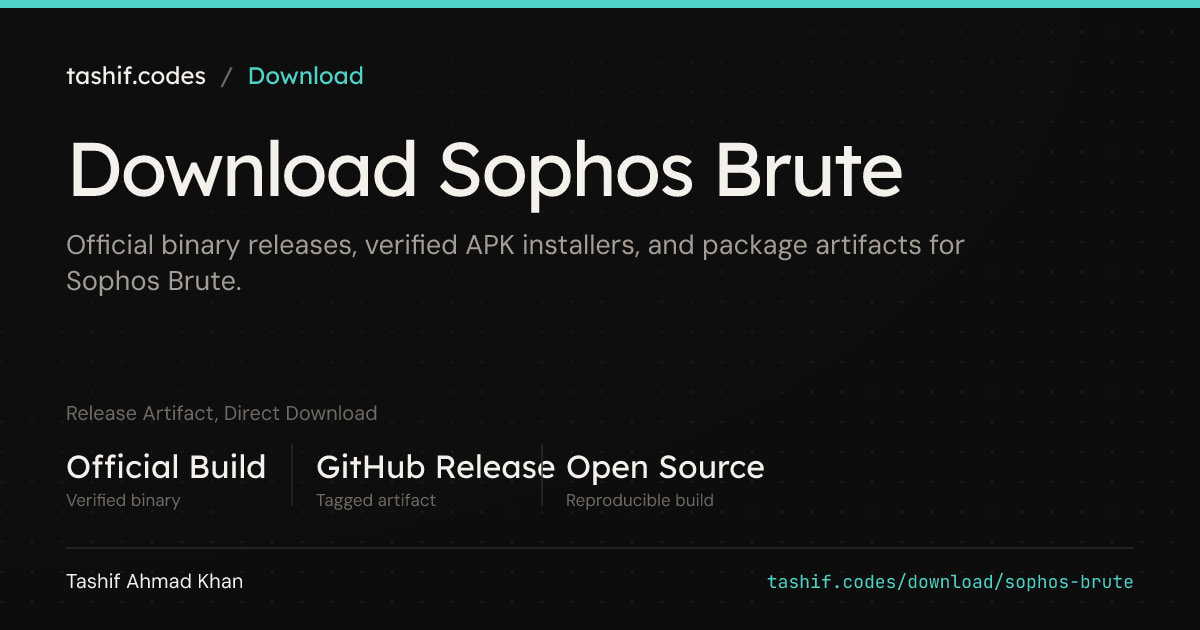 tashif.codes / Download
Download Sophos Brute
Official binary releases, verified APK installers, and package artifacts for
Sophos Brute.
Release Artifact, Direct Download
Official Build GitHub Release Open Source
Verified binary Tagged artifact Reproducible build
Tashif Ahmad Khan tashif.codes/download/sophos-brute